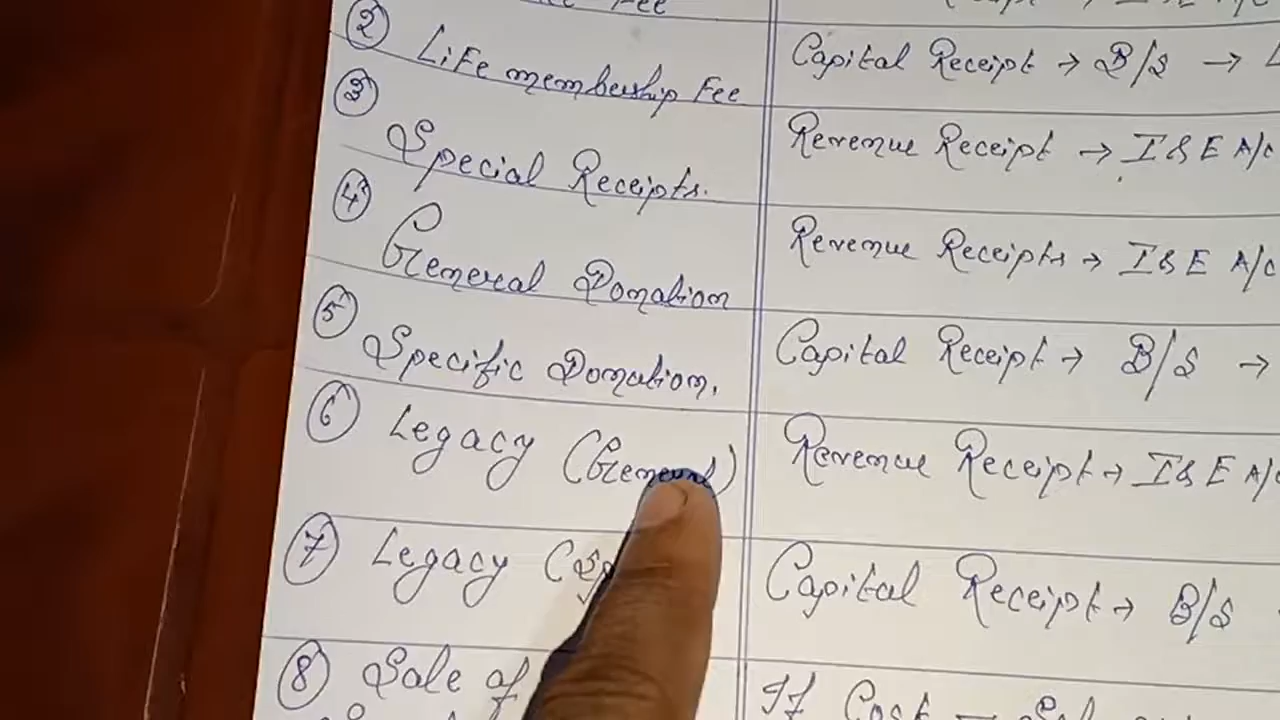 Fee
② Life membership Fee Capital Receipt → B/S →
③ Special Receipts. Revenue Receipt → I & E A/c
④ General Donation Revenue Receipts → I & E A/c
⑤ Specific Donation, Capital Receipt → B/S →
⑥ Legacy (General) Revenue Receipt → I & E A/c
⑦ Legacy Capital Receipt → B/S
⑧ Sale of If Cost —